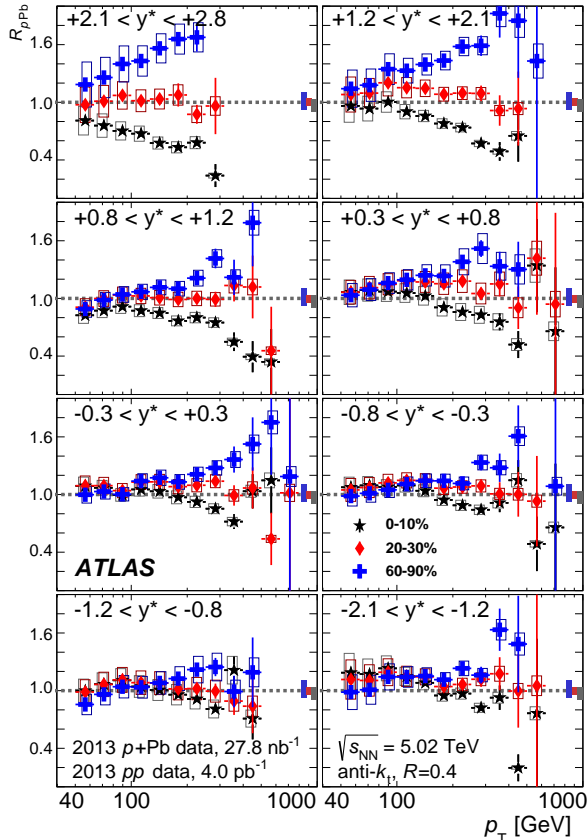 R_pPb
+2.1 < y* < +2.8
+1.2 < y* < +2.1
1.6
1.0
0.4
+0.8 < y* < +1.2
+0.3 < y* < +0.8
1.6
1.0
0.4
-0.3 < y* < +0.3
-0.8 < y* < -0.3
1.6
1.0
0.4
0-10%
20-30%
60-90%
ATLAS
-1.2 < y* < -0.8
-2.1 < y* < -1.2
1.6
1.0
0.4
2013 p+Pb data, 27.8 nb⁻¹
2013 pp data, 4.0 pb⁻¹
√s_NN = 5.02 TeV
anti-k_t, R=0.4
40 100 1000 40 100 1000
p_T [GeV]